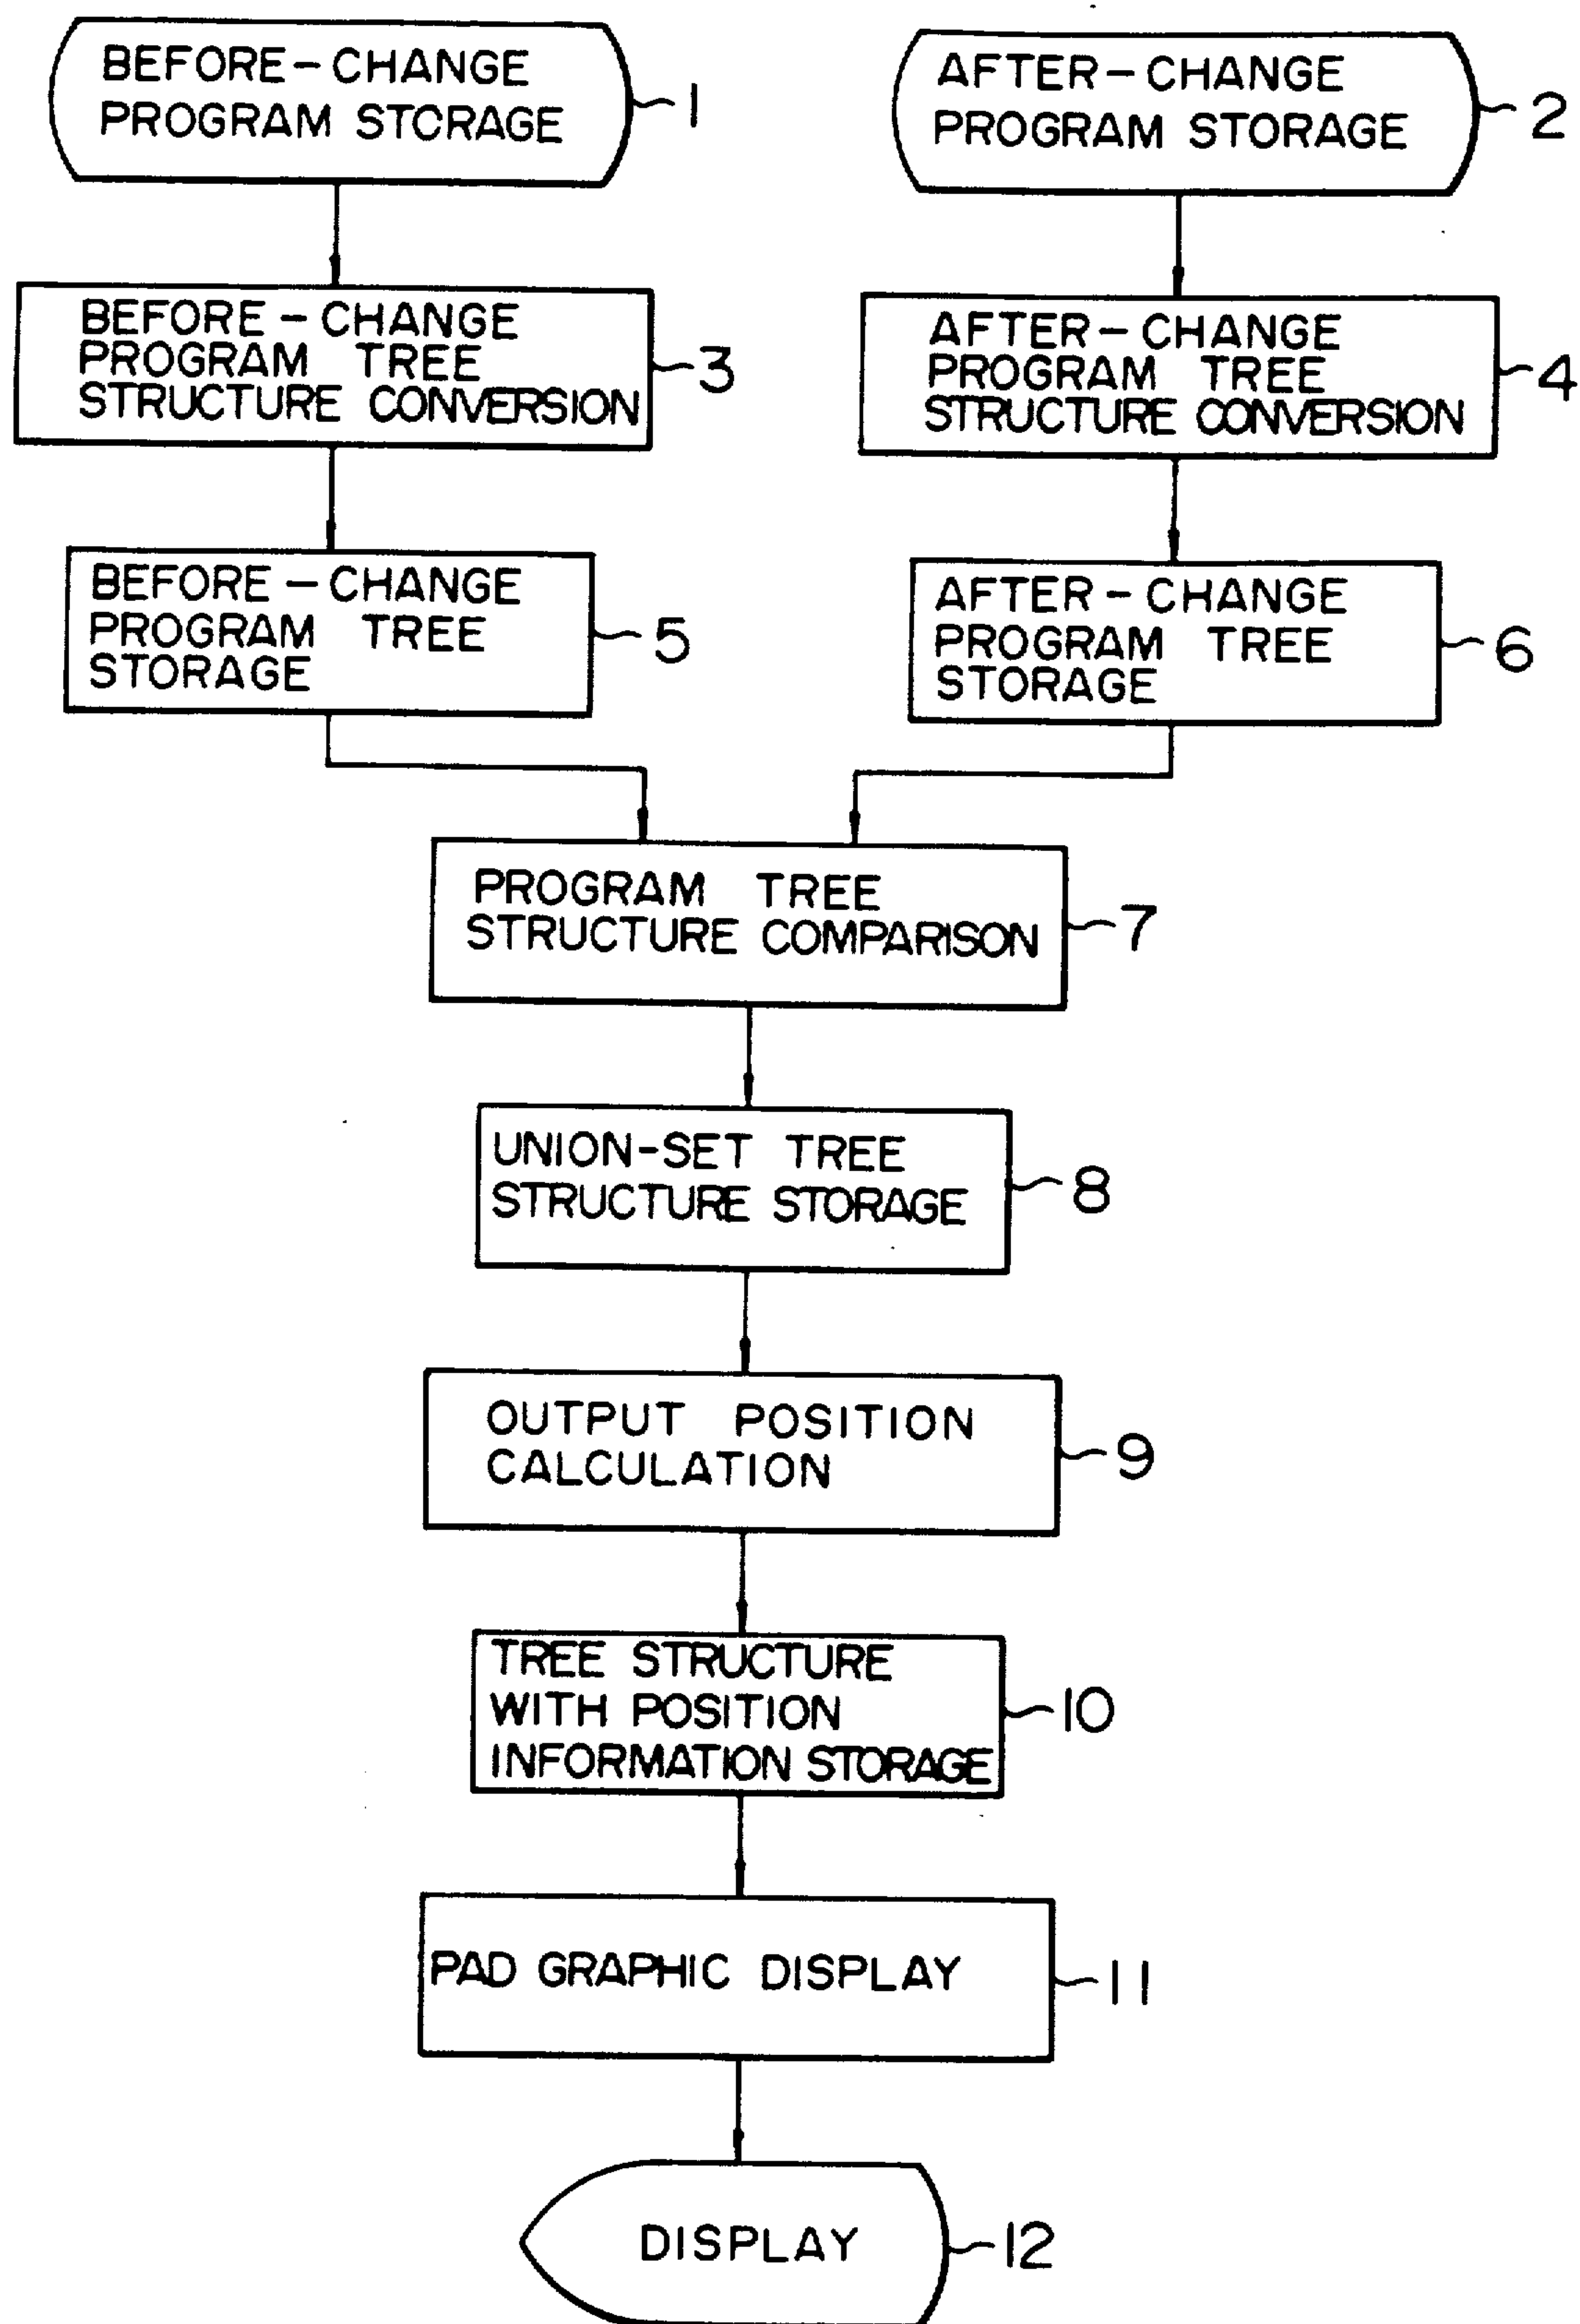 BEFORE-CHANGE
PROGRAM STORAGE
1
AFTER-CHANGE
PROGRAM STORAGE
2
BEFORE-CHANGE
PROGRAM TREE
STRUCTURE CONVERSION
3
AFTER-CHANGE
PROGRAM TREE
STRUCTURE CONVERSION
4
BEFORE-CHANGE
PROGRAM TREE
STORAGE
5
AFTER-CHANGE
PROGRAM TREE
STORAGE
6
PROGRAM TREE
STRUCTURE COMPARISON
7
UNION-SET TREE
STRUCTURE STORAGE
8
OUTPUT POSITION
CALCULATION
9
TREE STRUCTURE
WITH POSITION
INFORMATION STORAGE
10
PAD GRAPHIC DISPLAY
11
DISPLAY
12